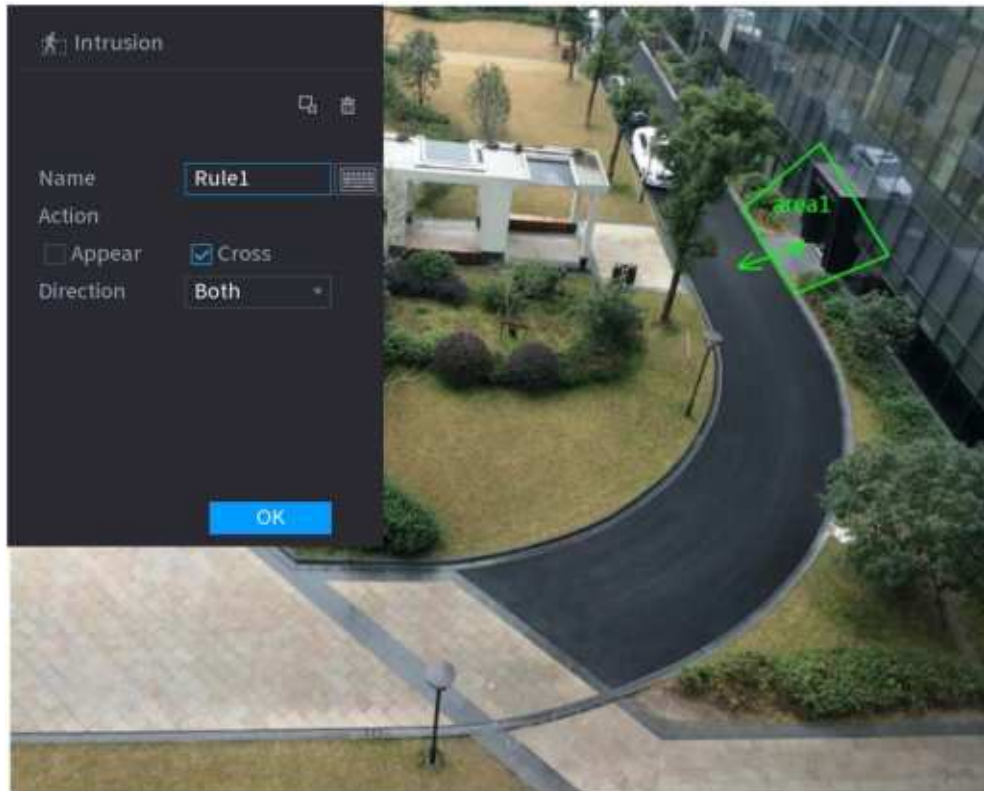 Intrusion
Name Rule1
Action
Appear Cross
Direction Both
OK
area1